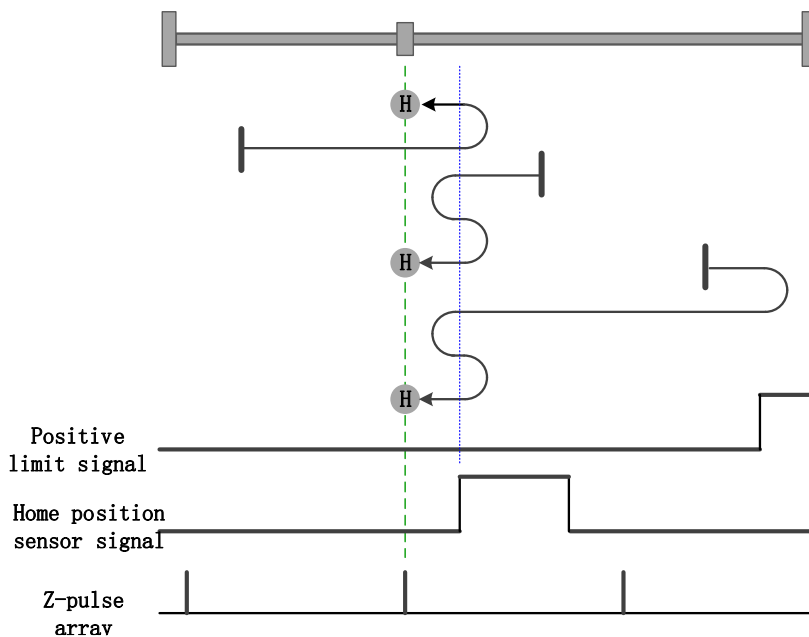 H
H
H
Positive
limit signal
Home position
sensor signal
Z-pulse
array